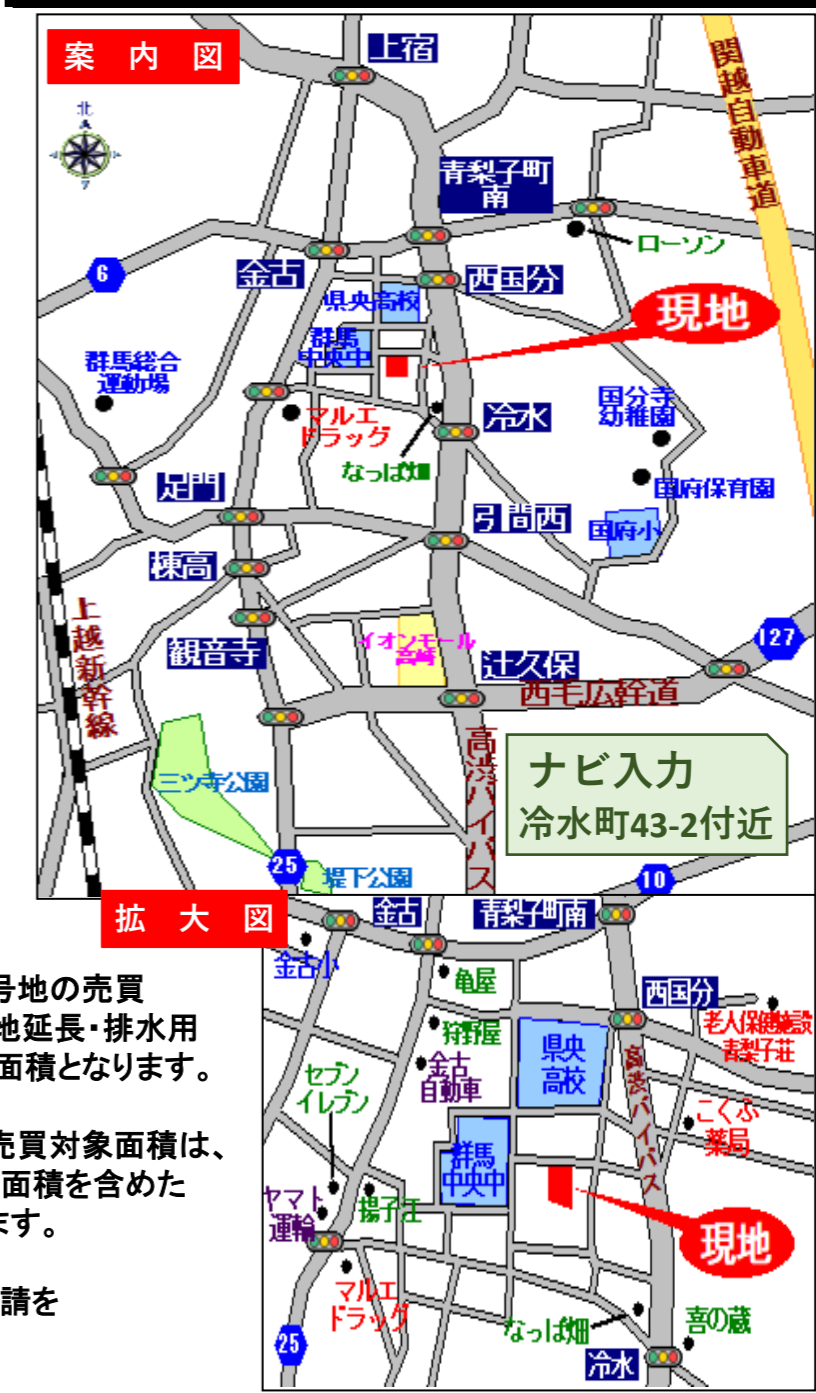 案内図
上宿
関越自動車道
北
青梨子町
南
ローソン
金古
西国分
6
県央高校
現地
群馬
中央中
群馬総合
運動場
国分寺
幼稚園
マルエ
ドラッグ
冷水
なっぱ畑
国府保育園
足門
引間西
国府小
棟高
上越新幹線
127
観音寺
イオンモール
高崎
辻久保
西毛広幹道
高渋バイパス
三ツ寺公園
ナビ入力
冷水町43-2付近
25
堤下公園
10
拡大図
金古
青梨子町南
金古小
亀屋
西国分
号地の売買
地延長・排水用
面積となります。
老人保健施設
青梨子荘
狩野屋
県央
高校
高渋バイパス
金古
自動車
セブン
イレブン
こくぶ
薬局
売買対象面積は、
面積を含めた
ます。
群馬
中央中
ヤマト
運輸
揚子江
現地
請を
マルエ
ドラッグ
なっぱ畑
喜の蔵
25
冷水